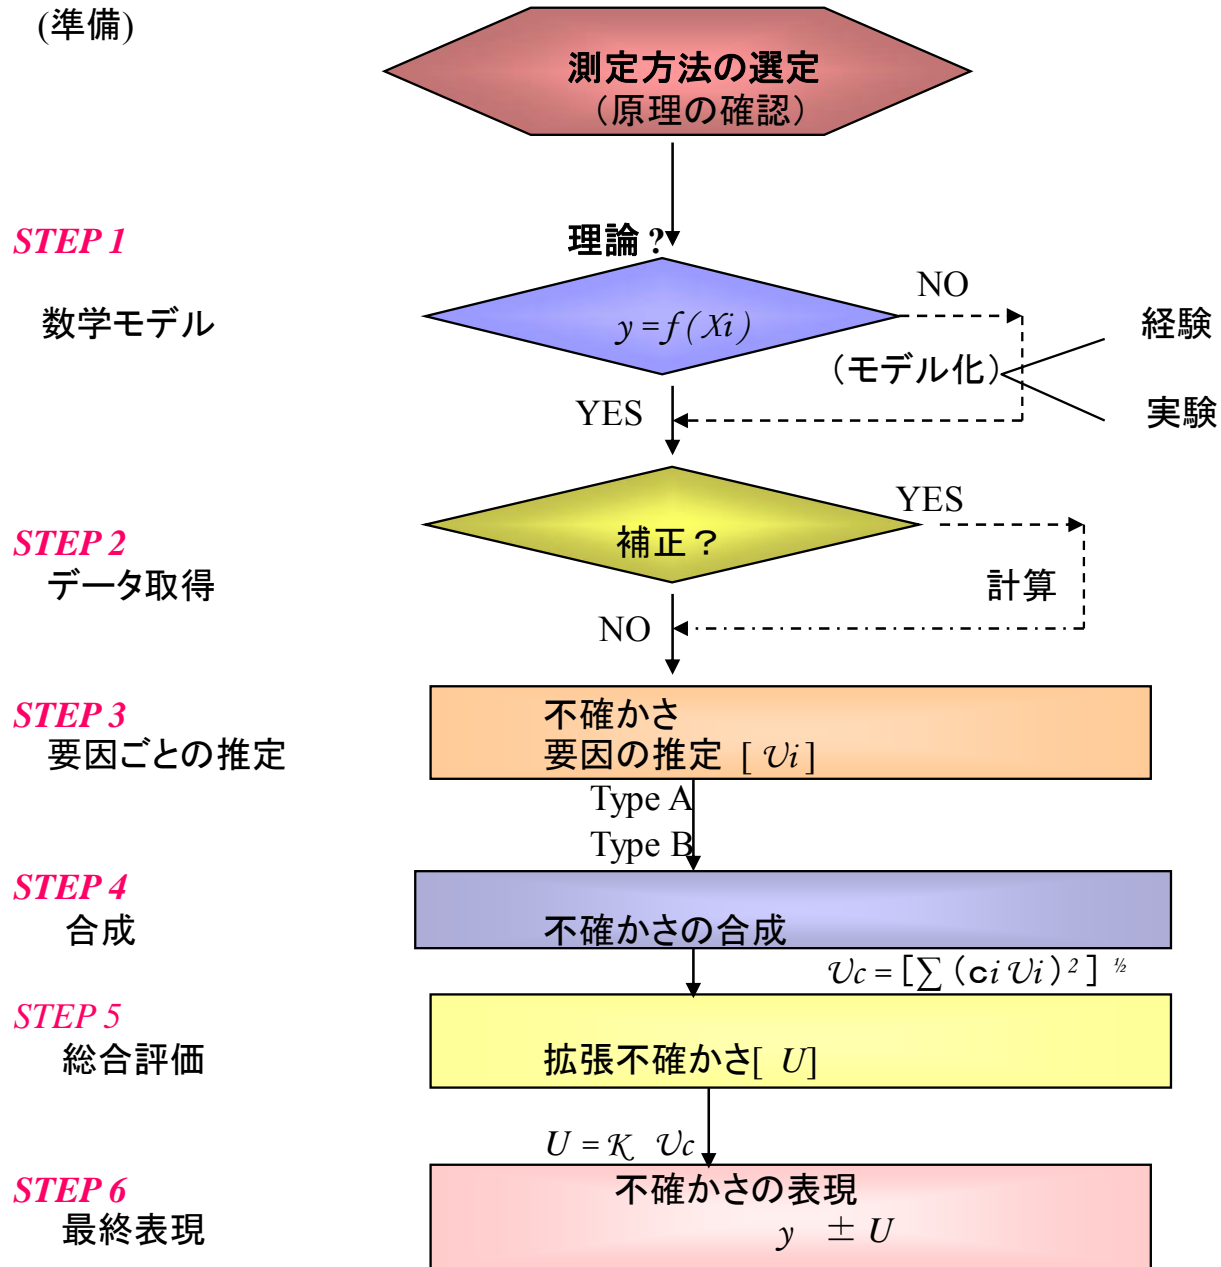 (準備)
測定方法の選定
（原理の確認）
STEP 1
理論？
数学モデル
y = f ( Xi )
NO
（モデル化）
経験
実験
YES
STEP 2
データ取得
補正？
YES
計算
NO
STEP 3
要因ごとの推定
不確かさ
要因の推定 [ Ui ]
Type A
Type B
STEP 4
合成
不確かさの合成
Uc = [ ∑ ( ci Ui ) ² ] ½
STEP 5
総合評価
拡張不確かさ[ U ]
U = K Uc
STEP 6
最終表現
不確かさの表現
y ± U